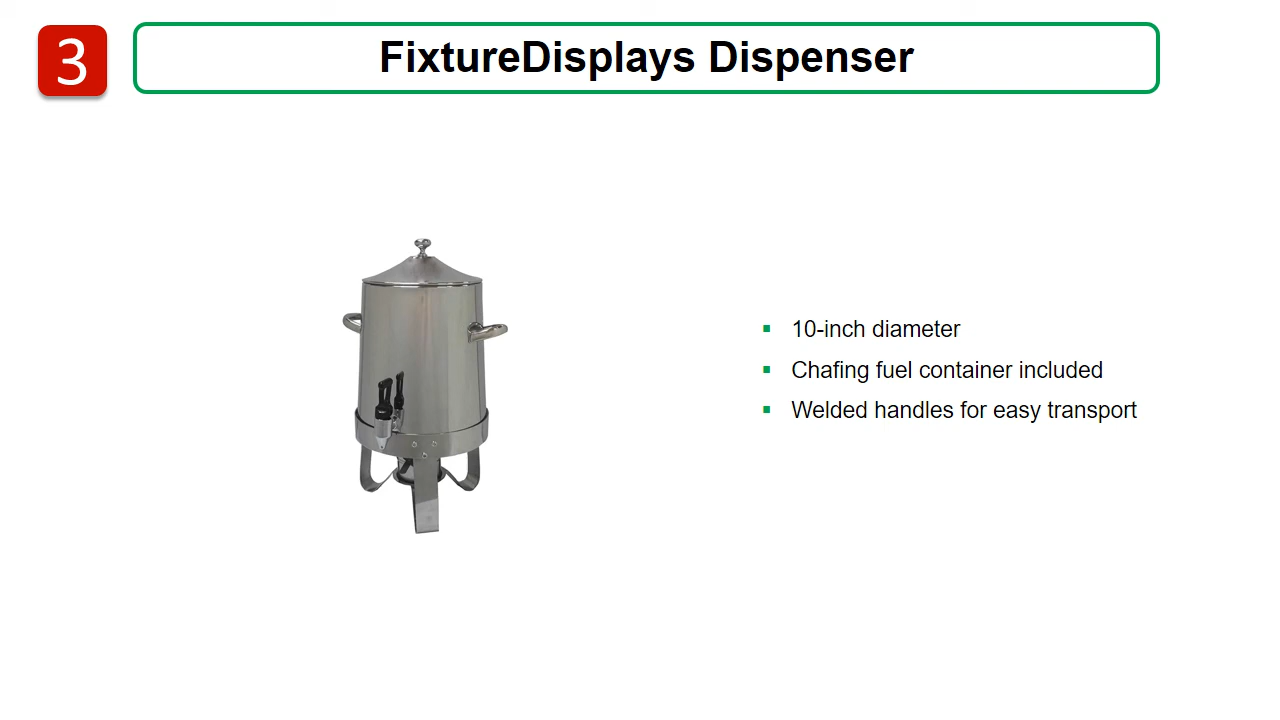 3
FixtureDisplays Dispenser
10-inch diameter
Chafing fuel container included
Welded handles for easy transport